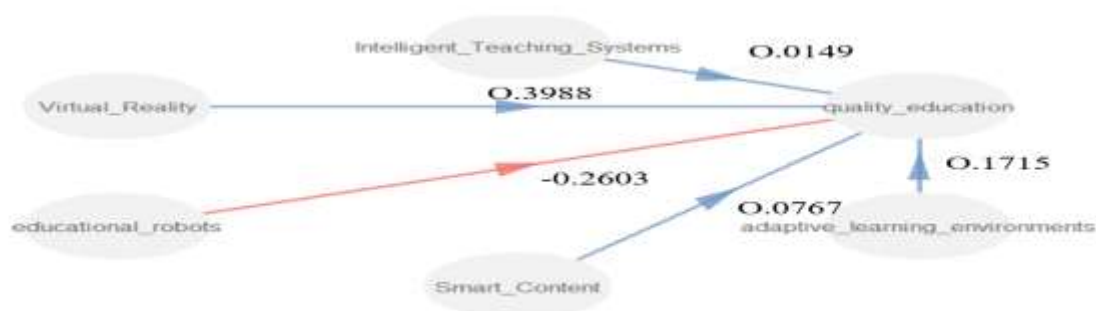 Intelligent_Teaching_Systems
O.0149
Virtual_Reality
O.3988
quality_education
-0.2603
O.1715
educational_robots
O.0767
adaptive_learning_environments
Smart_Content